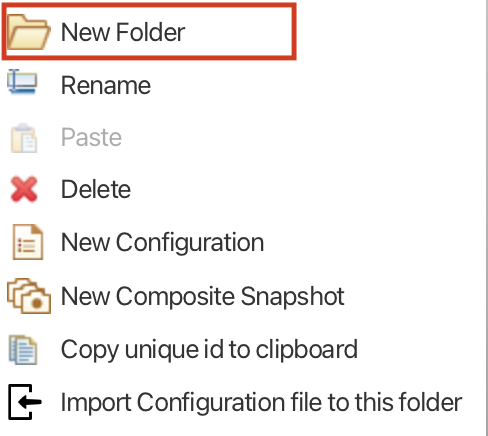 New Folder
Rename
Paste
Delete
New Configuration
New Composite Snapshot
Copy unique id to clipboard
Import Configuration file to this folder